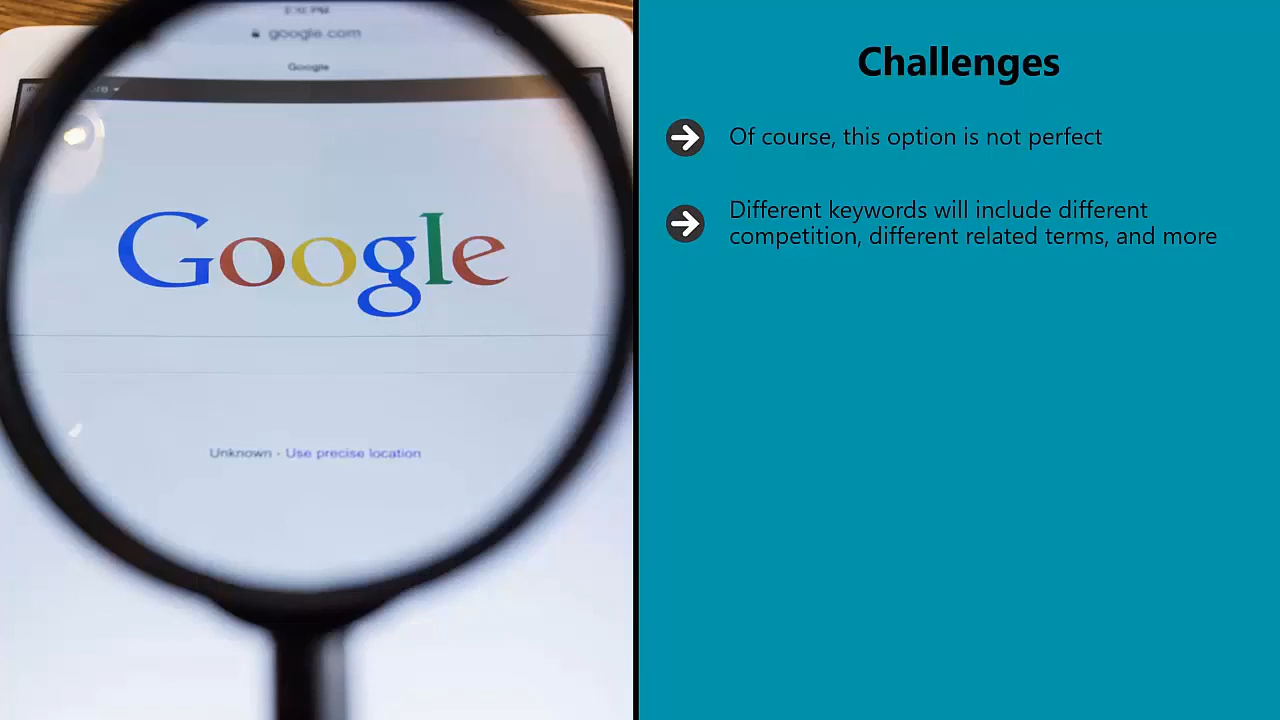 google.com
Google
Google
Unknown - Use precise location
Challenges
Of course, this option is not perfect
Different keywords will include different
competition, different related terms, and more